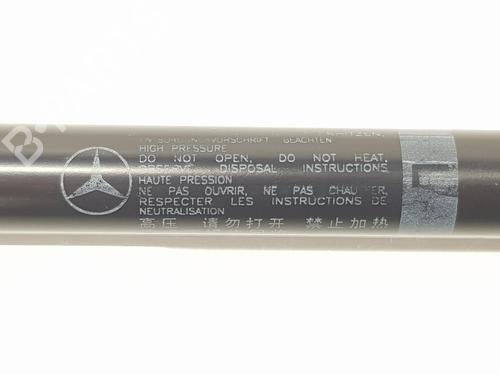 BEACHTEN
HIGH PRESSURE
DO NOT OPEN, DO NOT HEAT,
OBSERVE DISPOSAL INSTRUCTIONS
HAUTE PRESSION
NE PAS OUVRIR, NE PAS CHAUFFER,
RESPECTER LES INSTRUCTIONS DE
NEUTRALISATION
高压 请勿打开 禁止加热
L